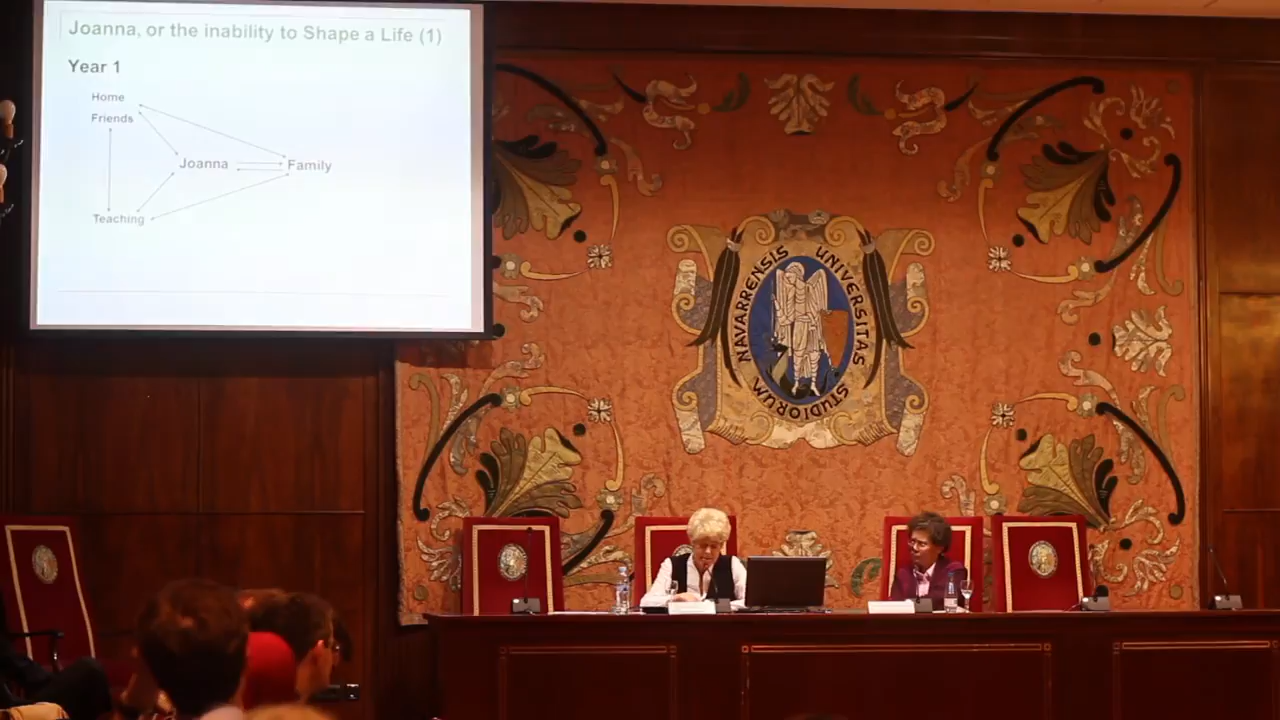 Joanna, or the inability to Shape a Life (1)
Year 1
Home
Friends
Joanna
Family
Teaching
UNIVERSITAS
STUDIORUM
NAVARRENSIS